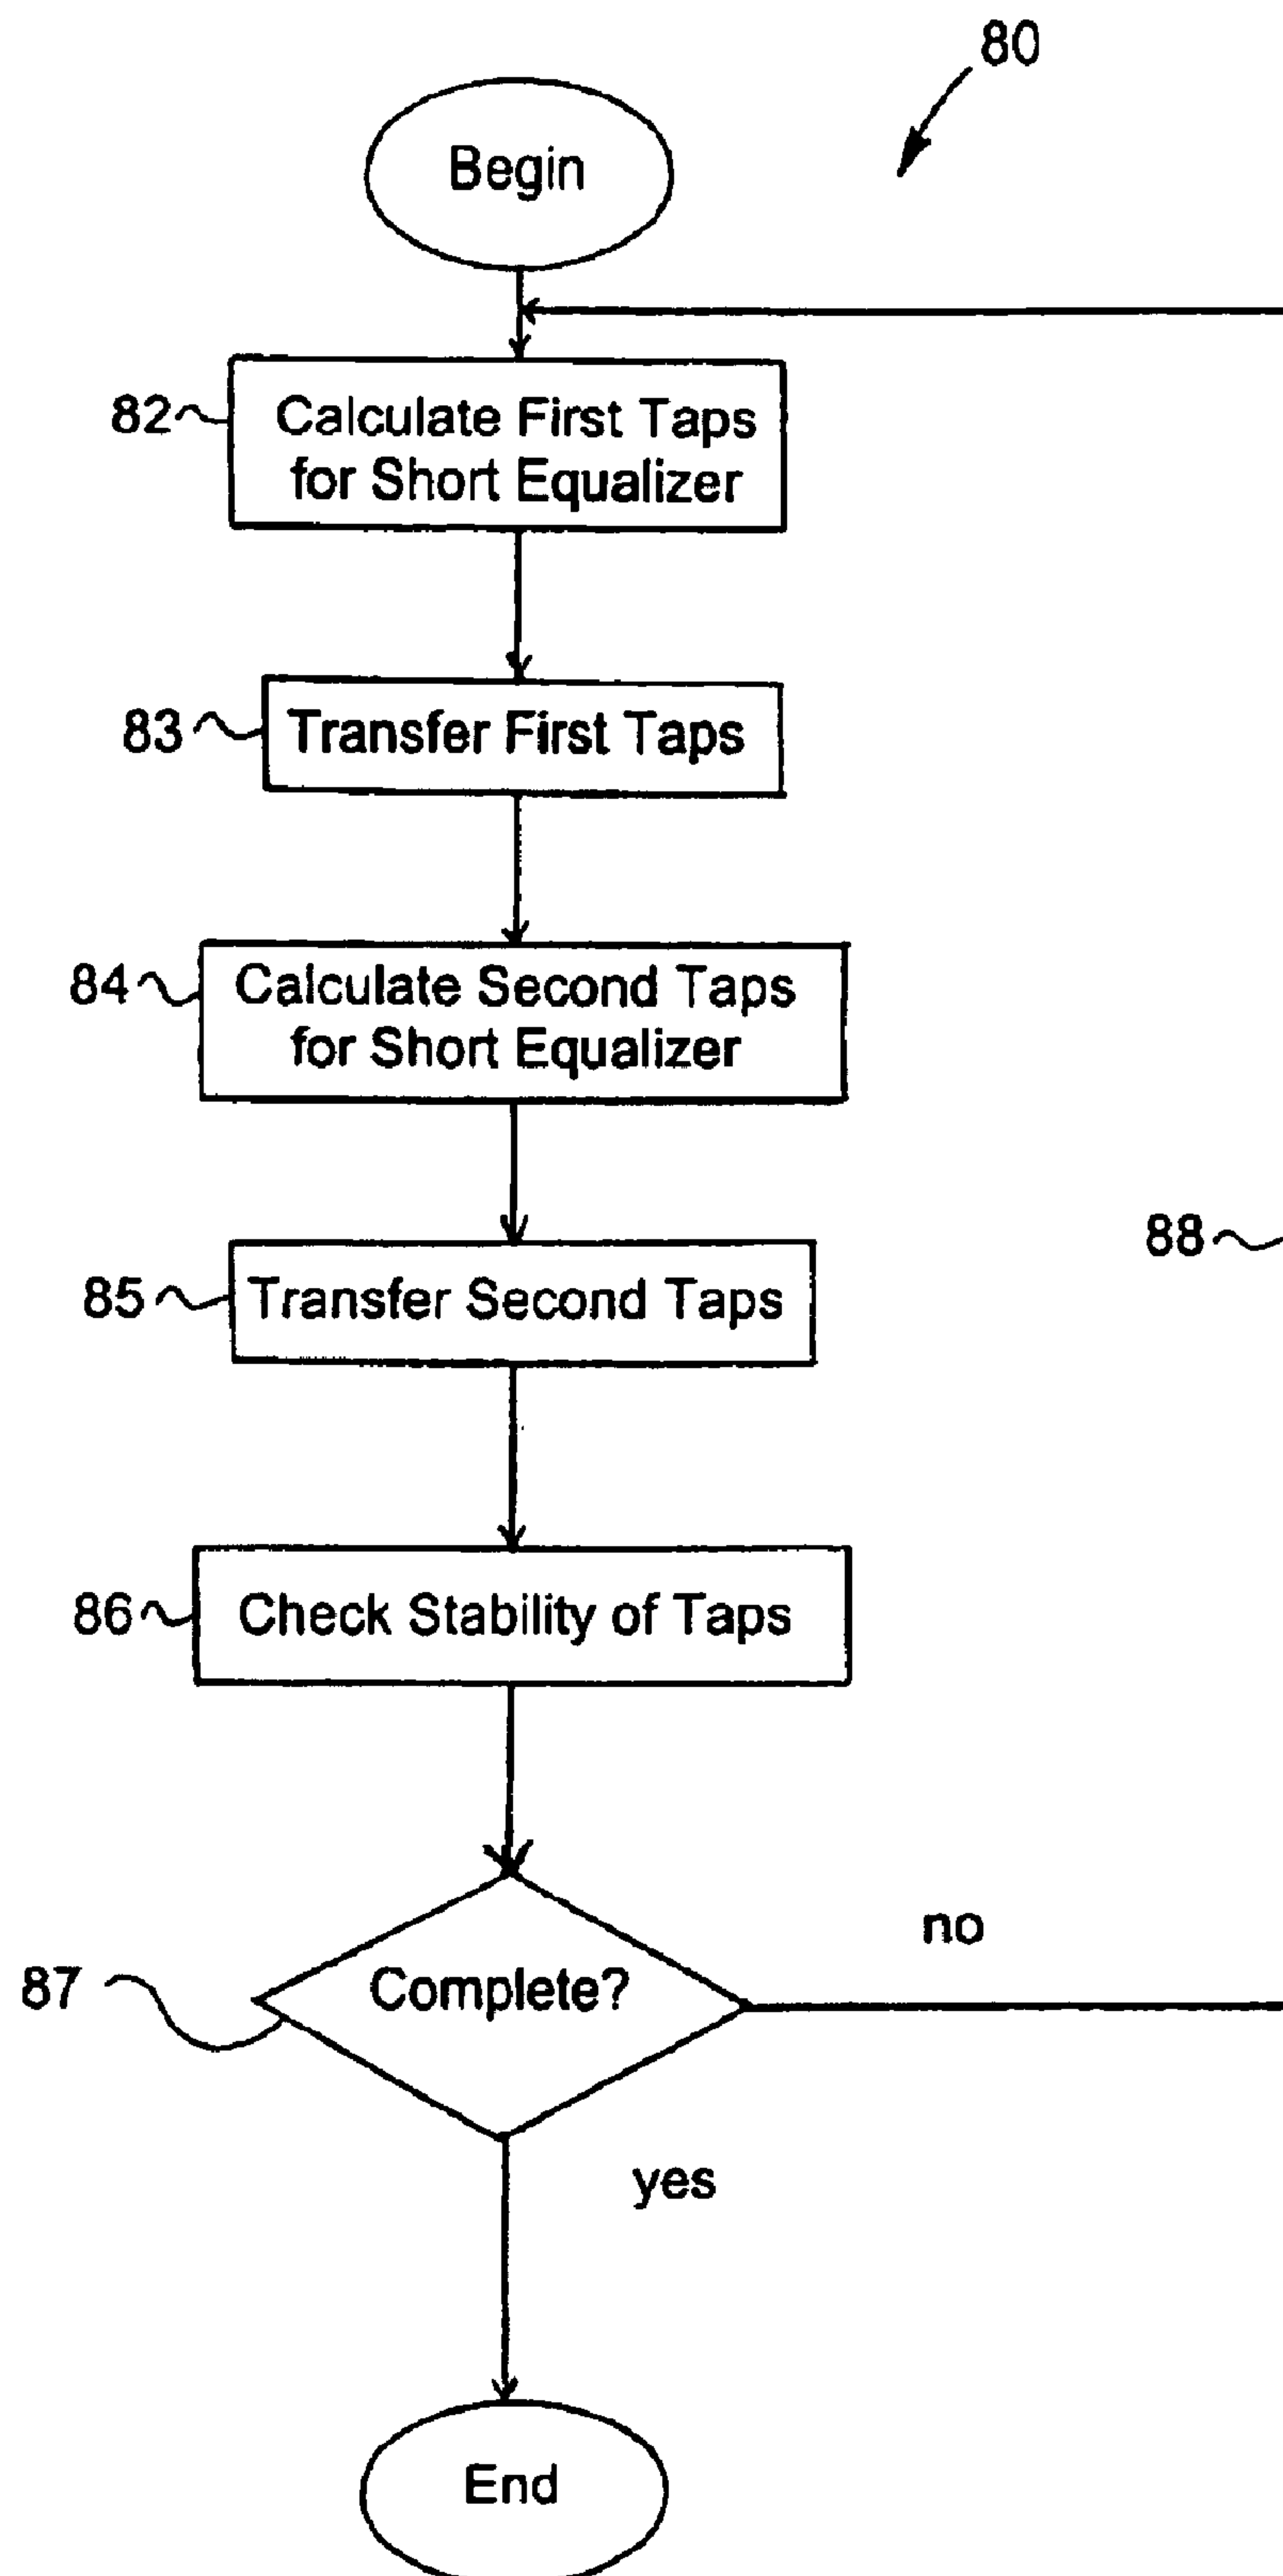 80
Begin
82
Calculate First Taps
for Short Equalizer
83
Transfer First Taps
84
Calculate Second Taps
for Short Equalizer
88
85
Transfer Second Taps
86
Check Stability of Taps
no
87
Complete?
yes
End